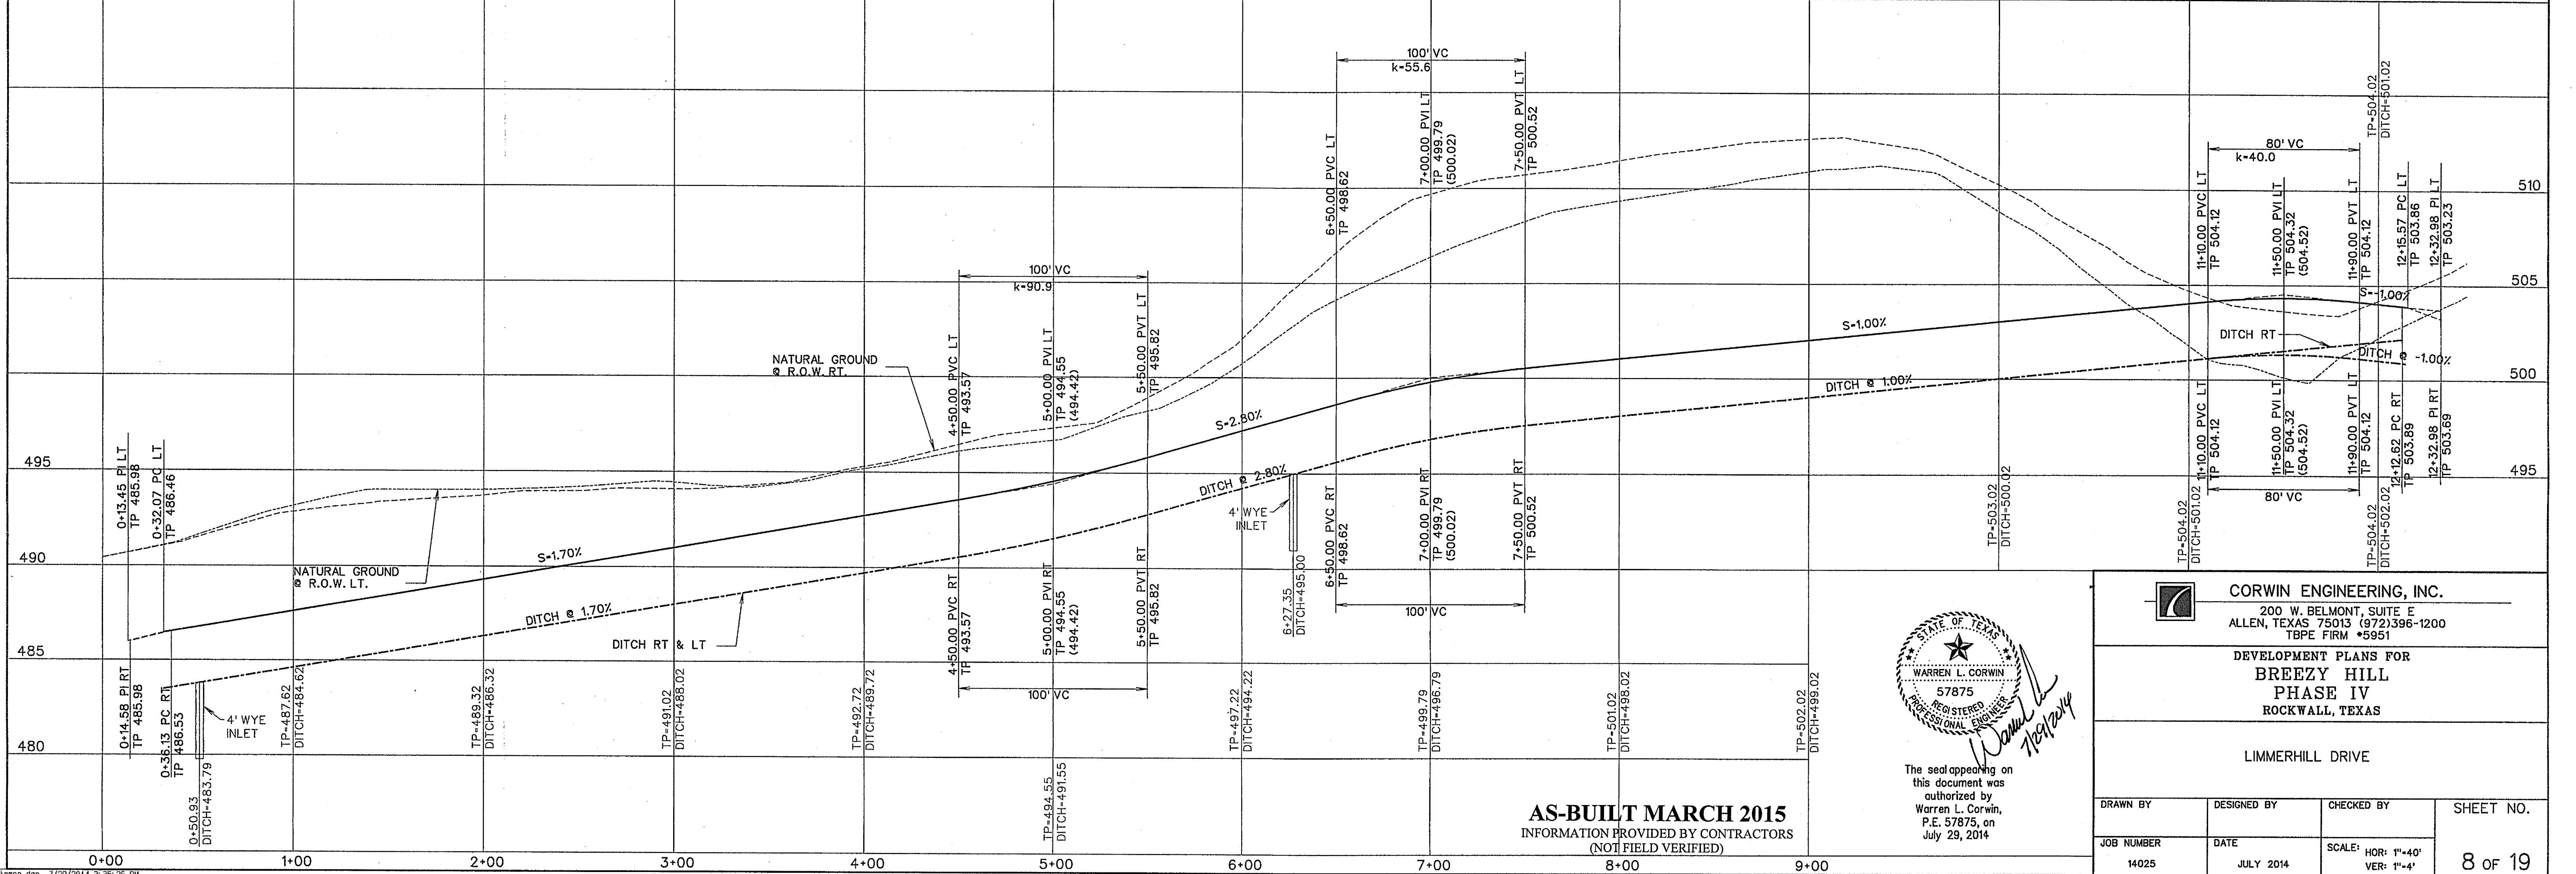 100' VC
k=55.6
6+50.00 PVC LT
TP 498.62
7+00.00 PVI LT
TP 499.79
(500.02)
7+50.00 PVT LT
TP 500.52
TP=504.02
DITCH=501.02
80' VC
k=40.0
11+10.00 PVC LT
TP 504.12
11+50.00 PVI LT
TP 504.32
(504.52)
11+90.00 PVT LT
TP 504.12
12+15.57 PC LT
TP 503.86
12+32.98 PI LT
TP 503.23
510
505
500
495
100' VC
k=90.9
4+50.00 PVC LT
TP 493.57
5+00.00 PVI LT
TP 494.55
(494.42)
5+50.00 PVT LT
TP 495.82
NATURAL GROUND
@ R.O.W. RT.
S=1.00%
S=-1.00%
DITCH RT
DITCH @ -1.00%
DITCH @ 1.00%
S=2.80%
DITCH @ 2.80%
495
490
485
480
0+13.45 PI LT
TP 485.98
0+32.07 PC LT
TP 486.46
NATURAL GROUND
@ R.O.W. LT.
S=1.70%
DITCH @ 1.70%
DITCH RT & LT
4' WYE
INLET
6+27.35
DITCH=495.00
0+14.58 PI RT
TP 485.98
0+36.13 PC RT
TP 486.53
4' WYE
INLET
0+50.93
DITCH=483.79
TP=487.62
DITCH=484.62
TP=489.32
DITCH=486.32
TP=491.02
DITCH=488.02
TP=492.72
DITCH=489.72
4+50.00 PVC RT
TP 493.57
5+00.00 PVI RT
TP 494.55
(494.42)
5+50.00 PVT RT
TP 495.82
100' VC
TP=494.55
DITCH=491.55
TP=497.22
DITCH=494.22
6+50.00 PVC RT
TP 498.62
7+00.00 PVI RT
TP 499.79
(500.02)
7+50.00 PVT RT
TP 500.52
100' VC
TP=499.79
DITCH=496.79
TP=501.02
DITCH=498.02
TP=502.02
DITCH=499.02
TP=503.02
DITCH=500.02
TP=504.02
DITCH=501.02
11+10.00 PVC LT
TP 504.12
11+50.00 PVI LT
TP 504.32
(504.52)
11+90.00 PVT LT
TP 504.12
80' VC
TP=504.02
DITCH=502.02
12+12.62 PC RT
TP 503.89
12+32.98 PI RT
TP 503.69
0+00
1+00
2+00
3+00
4+00
5+00
6+00
7+00
8+00
9+00
AS-BUILT MARCH 2015
INFORMATION PROVIDED BY CONTRACTORS
(NOT FIELD VERIFIED)
STATE OF TEXAS
WARREN L. CORWIN
57875
REGISTERED
PROFESSIONAL ENGINEER
7/29/2014
The seal appearing on
this document was
authorized by
Warren L. Corwin,
P.E. 57875, on
July 29, 2014
CORWIN ENGINEERING, INC.
200 W. BELMONT, SUITE E
ALLEN, TEXAS 75013 (972)396-1200
TBPE FIRM #5951
DEVELOPMENT PLANS FOR
BREEZY HILL
PHASE IV
ROCKWALL, TEXAS
LIMMERHILL DRIVE
DRAWN BY
DESIGNED BY
CHECKED BY
SHEET NO.
JOB NUMBER
14025
DATE
JULY 2014
SCALE: HOR: 1"=40'
VER: 1"=4'
8 OF 19